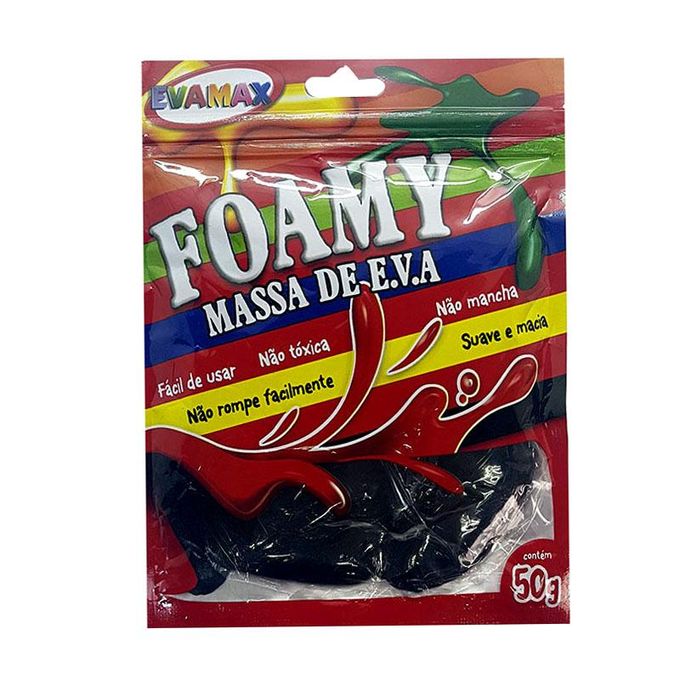 EVAMAX
FOAMY
MASSA DE E.V.A
Fácil de usar
Não tóxica
Não mancha
Não rompe facilmente
Suave e macia
contém
50g